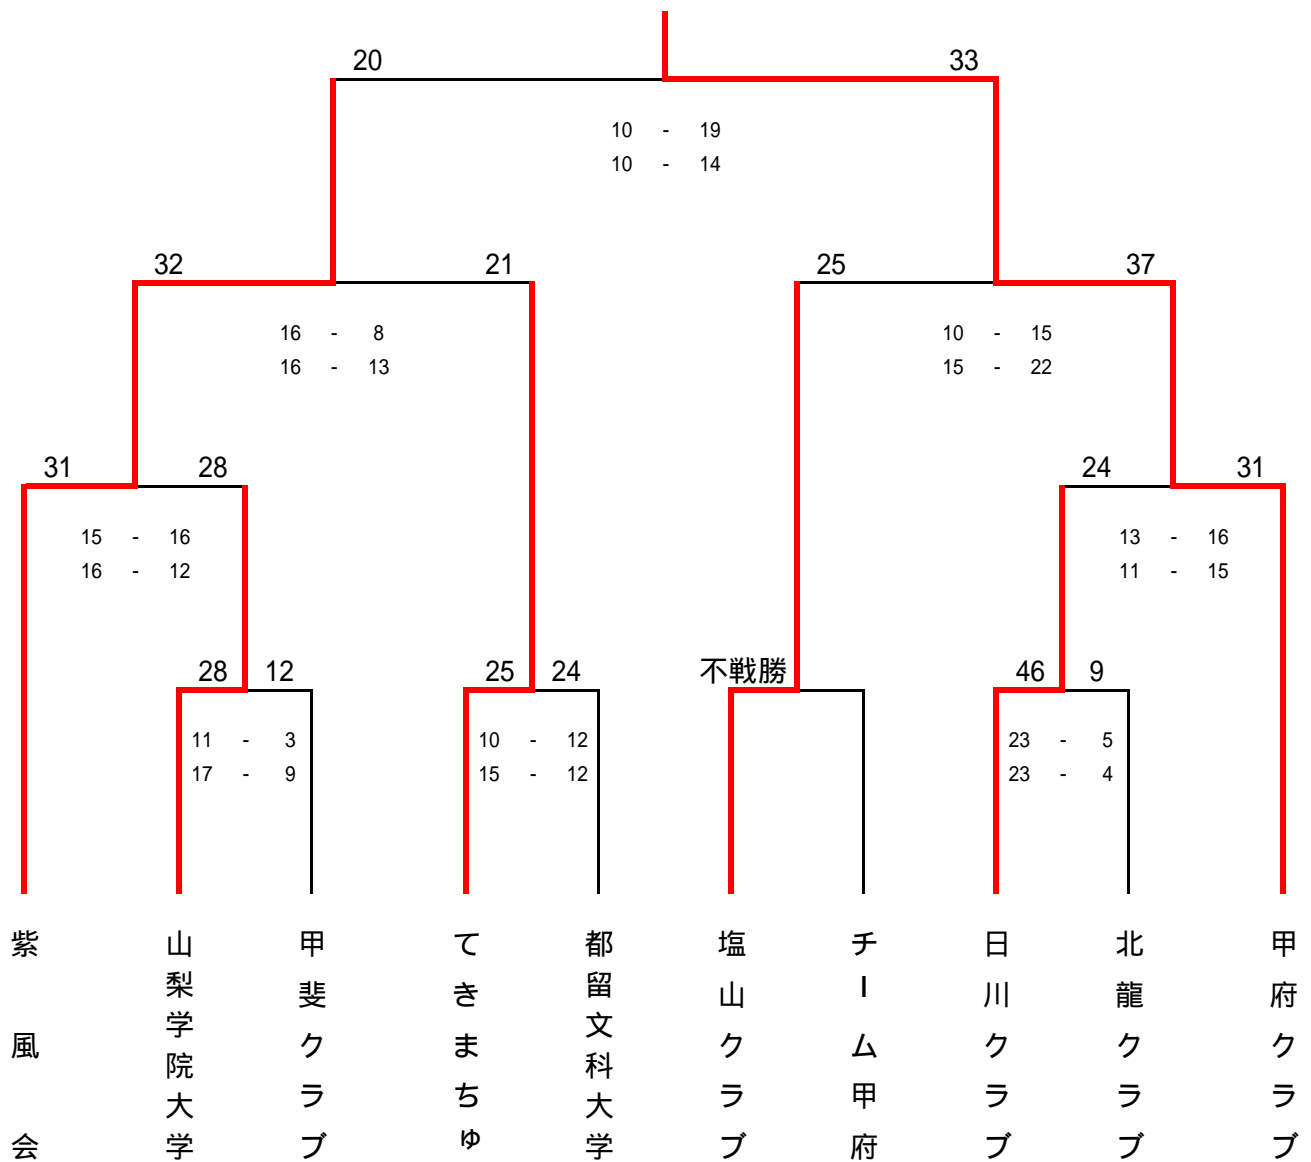 20 33
10 - 19
10 - 14
32 21 25 37
16 - 8 10 - 15
16 - 13 15 - 22
31 28 24 31
15 - 16 13 - 16
16 - 12 11 - 15
28 12 25 24 不戦勝 46 9
11 - 3 10 - 12 23 - 5
17 - 9 15 - 12 23 - 4
紫風会
山梨学院大学
甲斐クラブ
てきまちゅ
都留文科大学
塩山クラブ
チーム甲府
日川クラブ
北龍クラブ
甲府クラブ